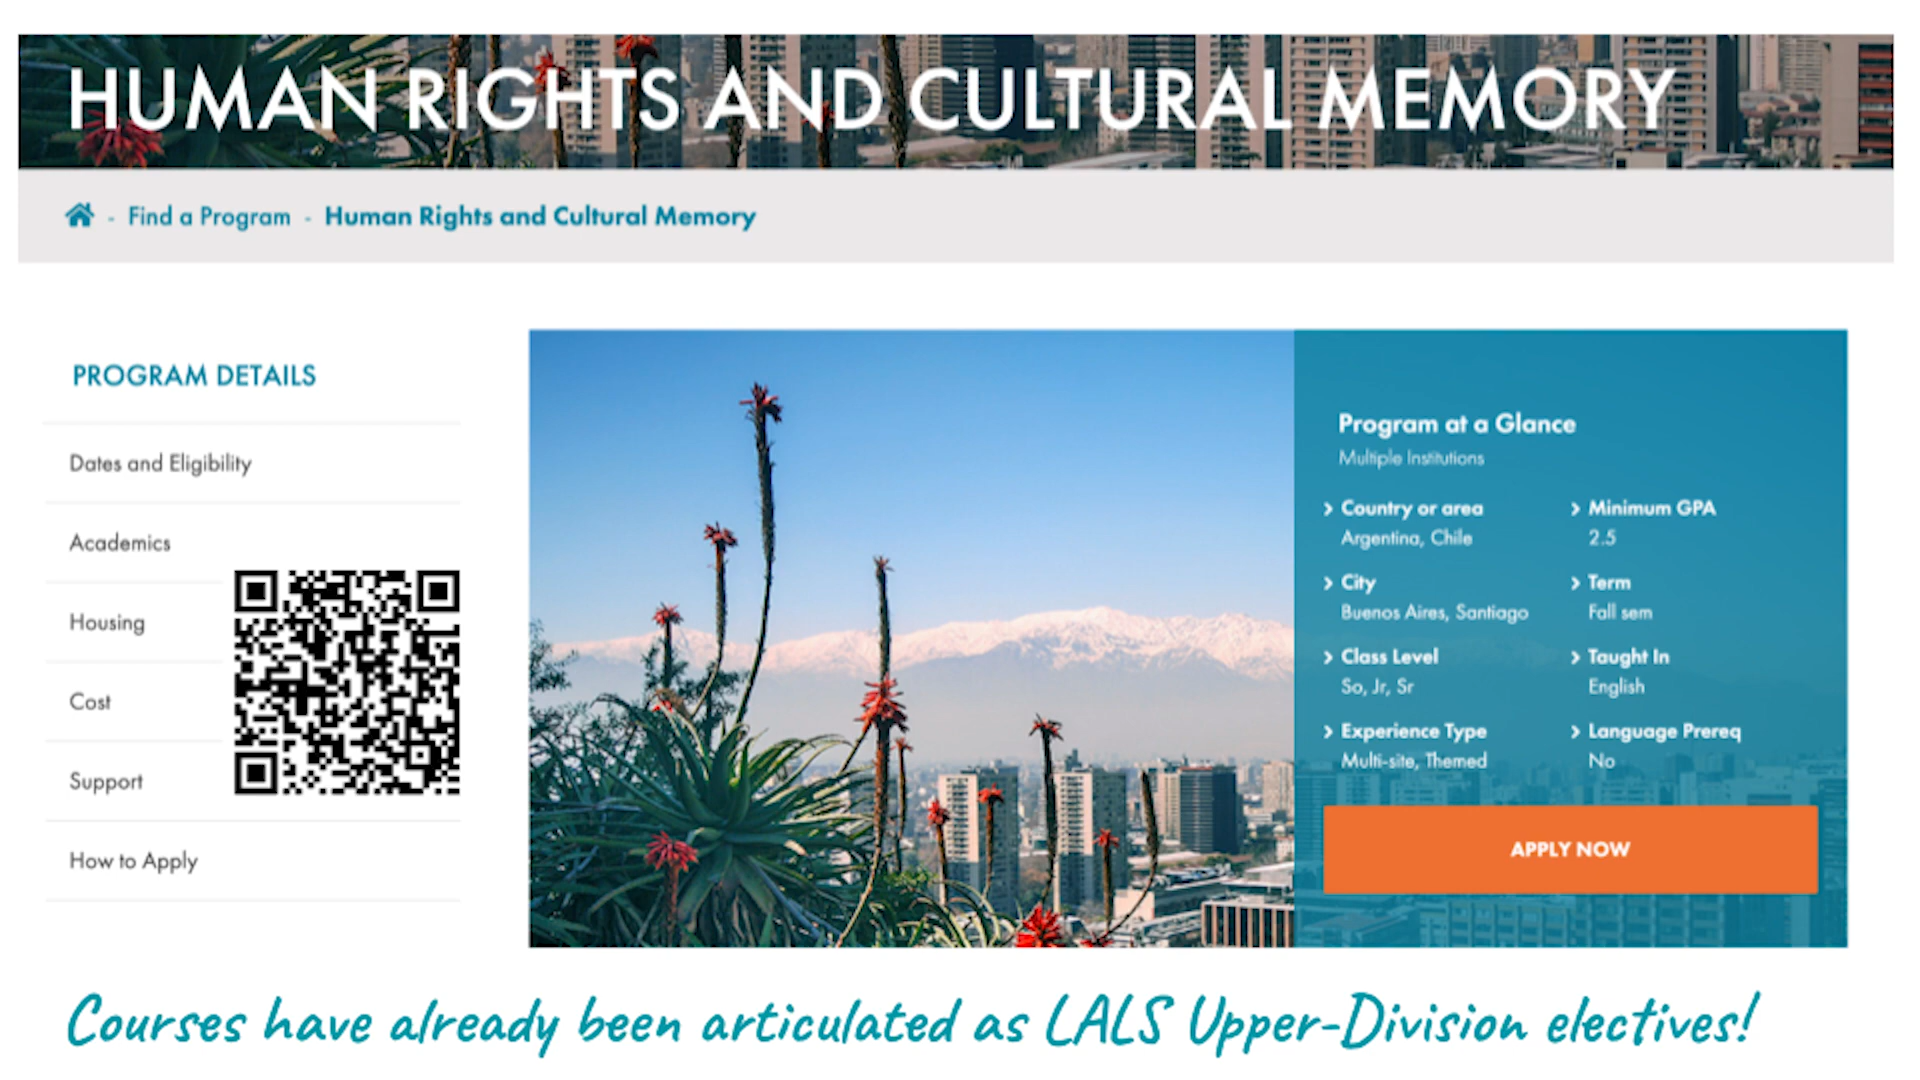 HUMAN RIGHTS AND CULTURAL MEMORY
- Find a Program - Human Rights and Cultural Memory
PROGRAM DETAILS
Dates and Eligibility
Academics
Housing
Cost
Support
How to Apply
Program at a Glance
Multiple Institutions
> Country or area
Argentina, Chile
> Minimum GPA
2.5
> City
Buenos Aires, Santiago
> Term
Fall sem
> Class Level
So, Jr, Sr
> Taught In
English
> Experience Type
Multi-site, Themed
> Language Prereq
No
APPLY NOW
Courses have already been articulated as LALS Upper-Division electives!